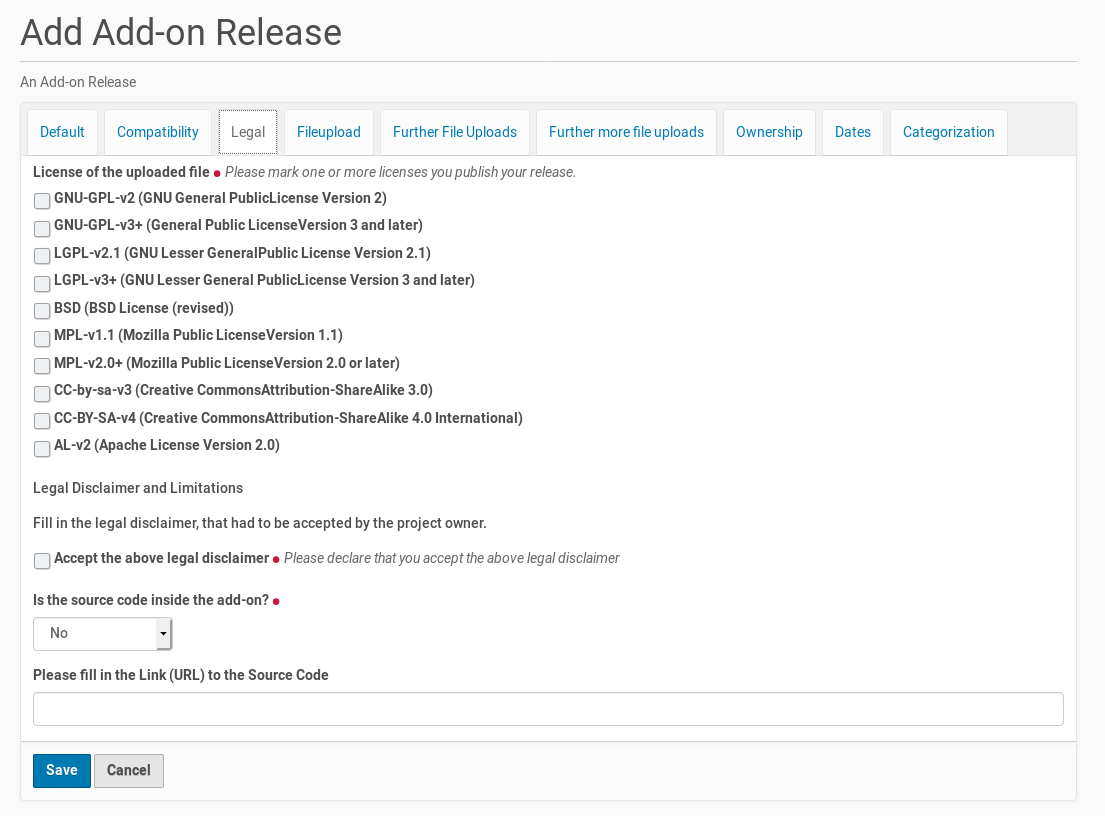 Add Add-on Release
An Add-on Release
Default Compatibility Legal Fileupload Further File Uploads Further more file uploads Ownership Dates Categorization
License of the uploaded file Please mark one or more licenses you publish your release.
GNU-GPL-v2 (GNU General PublicLicense Version 2)
GNU-GPL-v3+ (General Public LicenseVersion 3 and later)
LGPL-v2.1 (GNU Lesser GeneralPublic License Version 2.1)
LGPL-v3+ (GNU Lesser General PublicLicense Version 3 and later)
BSD (BSD License (revised))
MPL-v1.1 (Mozilla Public LicenseVersion 1.1)
MPL-v2.0+ (Mozilla Public LicenseVersion 2.0 or later)
CC-by-sa-v3 (Creative CommonsAttribution-ShareAlike 3.0)
CC-BY-SA-v4 (Creative CommonsAttribution-ShareAlike 4.0 International)
AL-v2 (Apache License Version 2.0)
Legal Disclaimer and Limitations
Fill in the legal disclaimer, that had to be accepted by the project owner.
Accept the above legal disclaimer Please declare that you accept the above legal disclaimer
Is the source code inside the add-on?
No
Please fill in the Link (URL) to the Source Code
Save Cancel